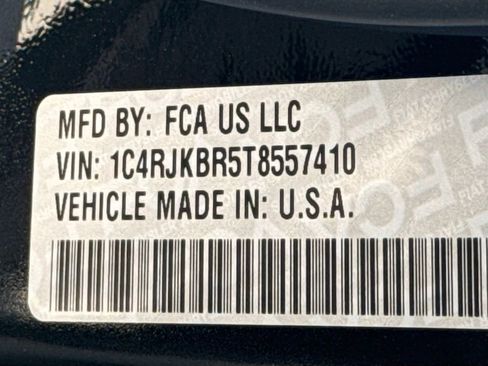 MFD BY: FCA US LLC
VIN: 1C4RJKBR5T8557410
VEHICLE MADE IN: U.S.A.